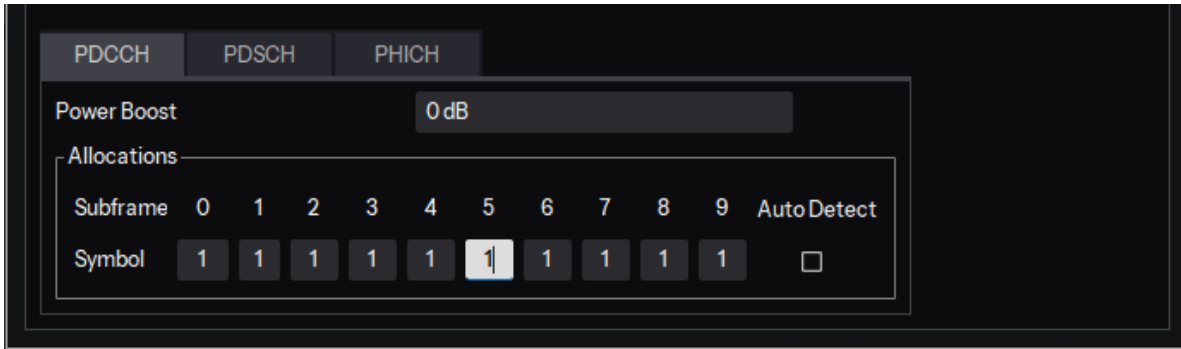 PDCCH PDSCH PHICH
Power Boost 0 dB
Allocations
Subframe 0 1 2 3 4 5 6 7 8 9 Auto Detect
Symbol 1 1 1 1 1 1 1 1 1 1